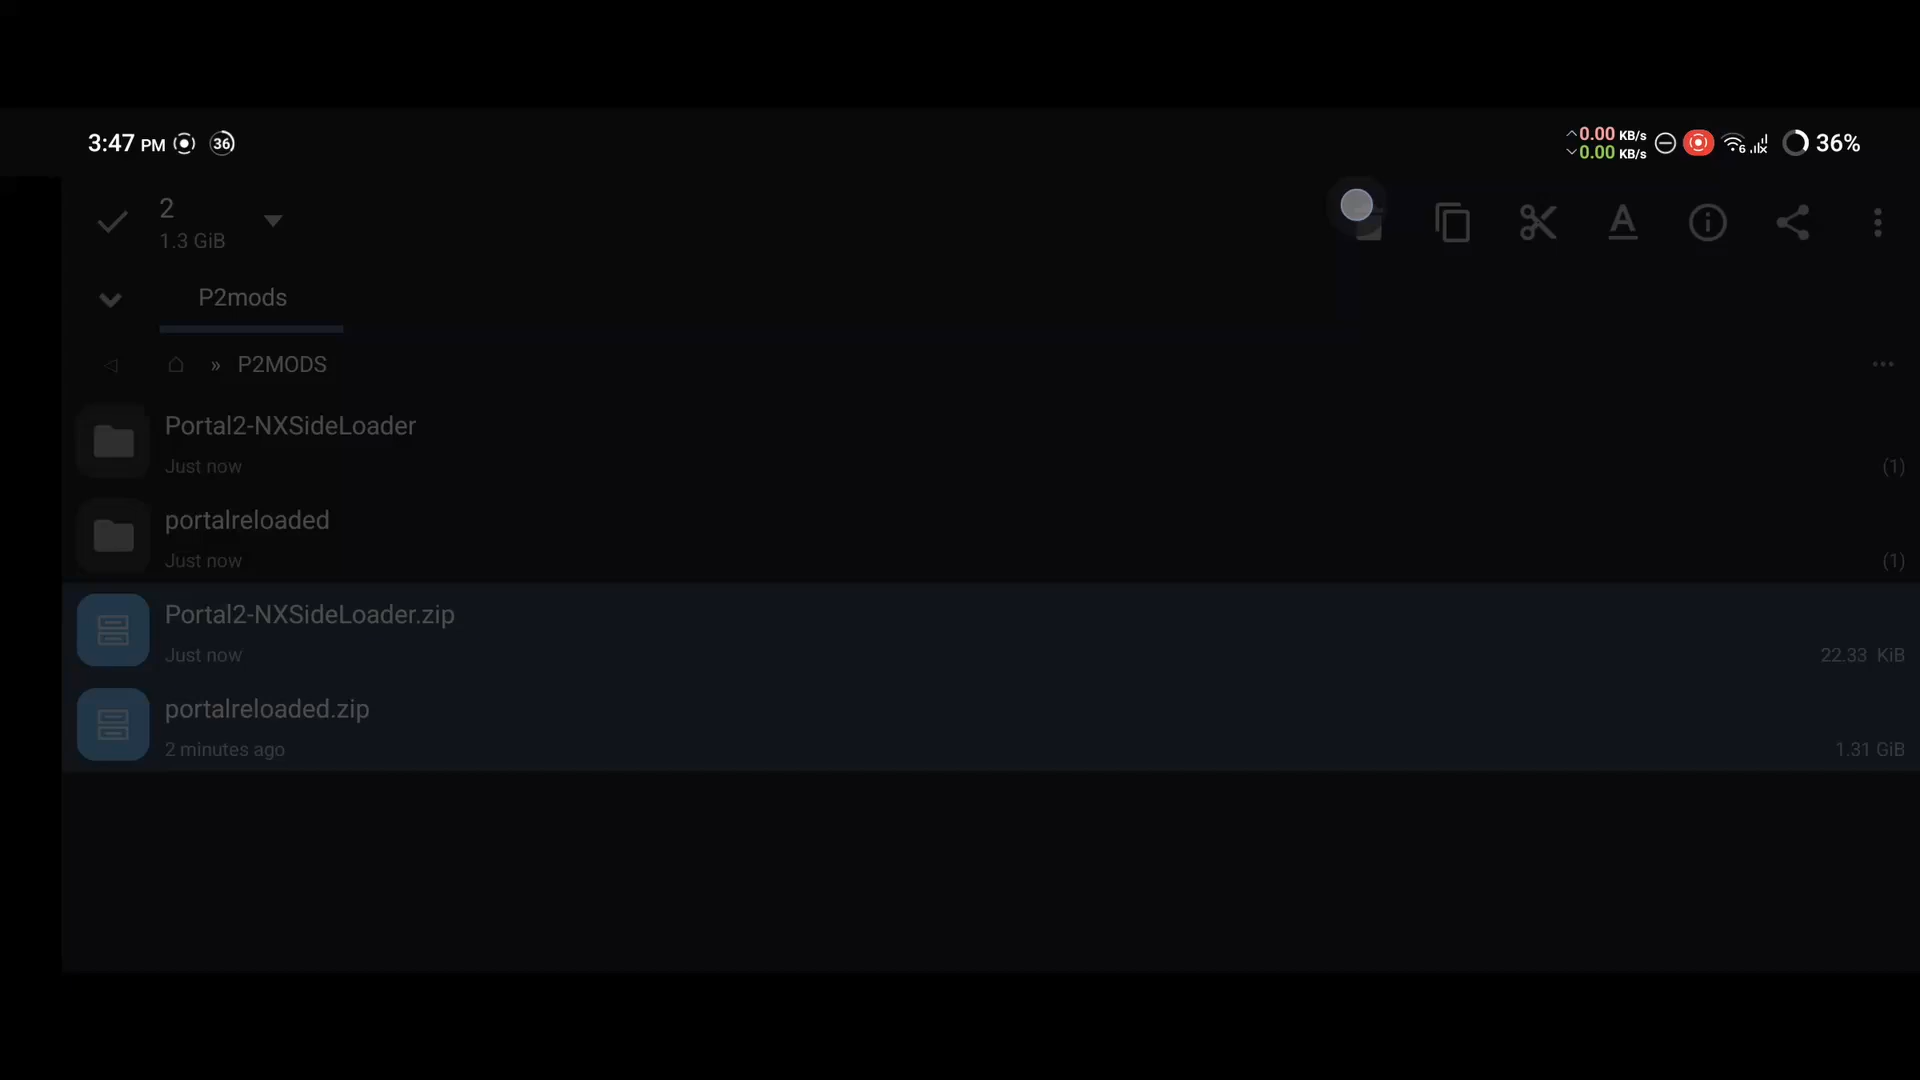 3:47 PM 36
0.00 KB/s
0.00 KB/s
6
36%
2
1.3 GiB
A
P2mods
» P2MODS
Portal2-NXSideLoader
Just now
(1)
portalreloaded
Just now
(1)
Portal2-NXSideLoader.zip
Just now
22.33 KiB
portalreloaded.zip
2 minutes ago
1.31 GiB